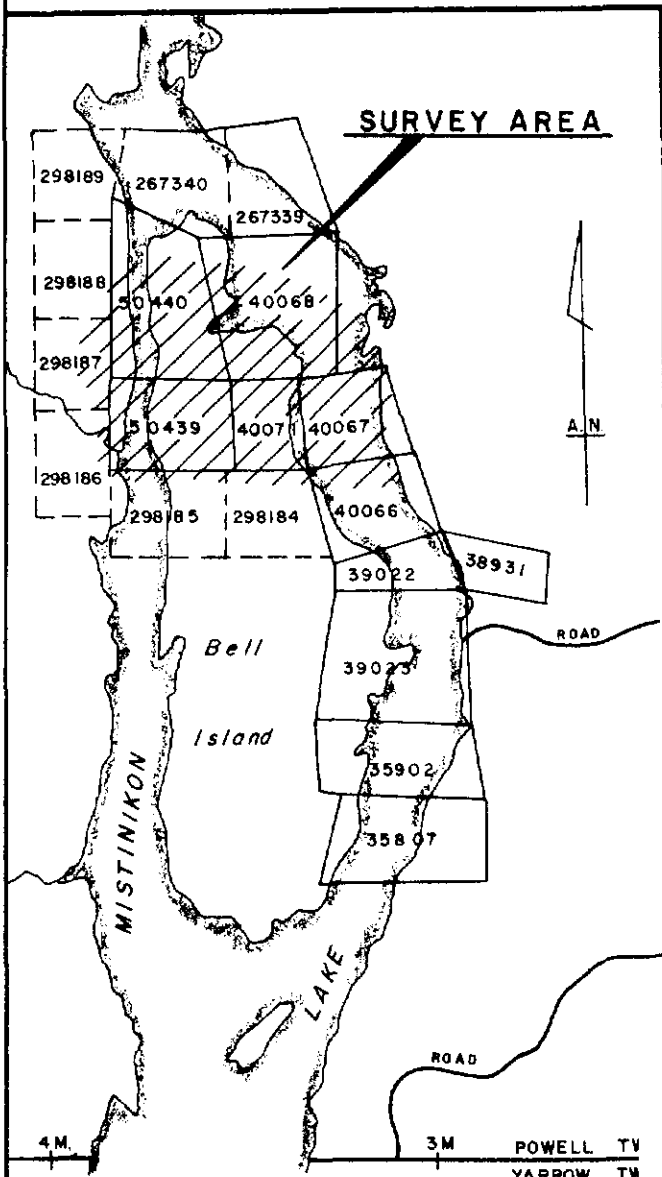 SURVEY AREA
298189
267340
267339
298188
50440
40068
298187
50439
4007
40067
A.N.
298186
298185
298184
40066
39022
38931
ROAD
Bell
39023
Island
35902
MISTINIKON
35807
LAKE
ROAD
4M.
3M
POWELL TW
YARROW TW